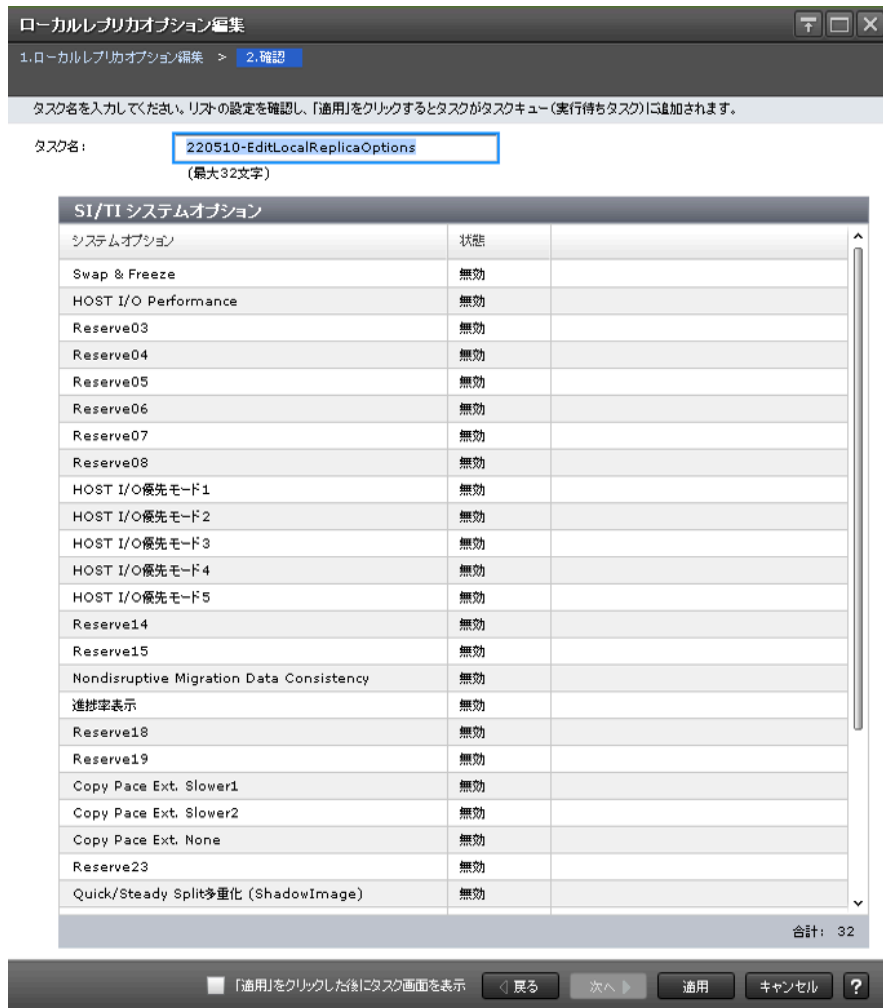 ローカルレプリカオプション編集
1.ローカルレプリカオプション編集 > 2.確認
タスク名を入力してください。リストの設定を確認し、「適用」をクリックするとタスクがタスクキュー(実行待ちタスク)に追加されます。
タスク名: 220510-EditLocalReplicaOptions
(最大32文字)
SI/TI システムオプション
システムオプション 状態
Swap & Freeze 無効
HOST I/O Performance 無効
Reserve03 無効
Reserve04 無効
Reserve05 無効
Reserve06 無効
Reserve07 無効
Reserve08 無効
HOST I/O優先モード1 無効
HOST I/O優先モード2 無効
HOST I/O優先モード3 無効
HOST I/O優先モード4 無効
HOST I/O優先モード5 無効
Reserve14 無効
Reserve15 無効
Nondisruptive Migration Data Consistency 無効
進捗率表示 無効
Reserve18 無効
Reserve19 無効
Copy Pace Ext. Slower1 無効
Copy Pace Ext. Slower2 無効
Copy Pace Ext. None 無効
Reserve23 無効
Quick/Steady Split多重化 (ShadowImage) 無効
合計: 32
「適用」をクリックした後にタスク画面を表示 戻る 次へ 適用 キャンセル ?